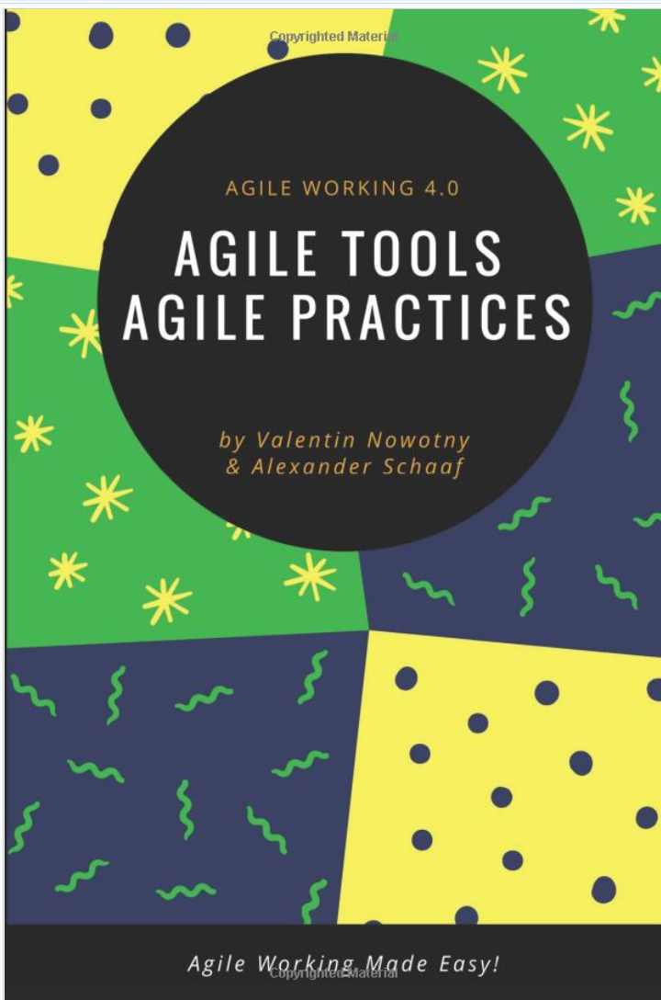 Copyrighted Material
AGILE WORKING 4.0
AGILE TOOLS
AGILE PRACTICES
by Valentin Nowotny
& Alexander Schaaf
Agile Working Made Easy!
Copyrighted Material